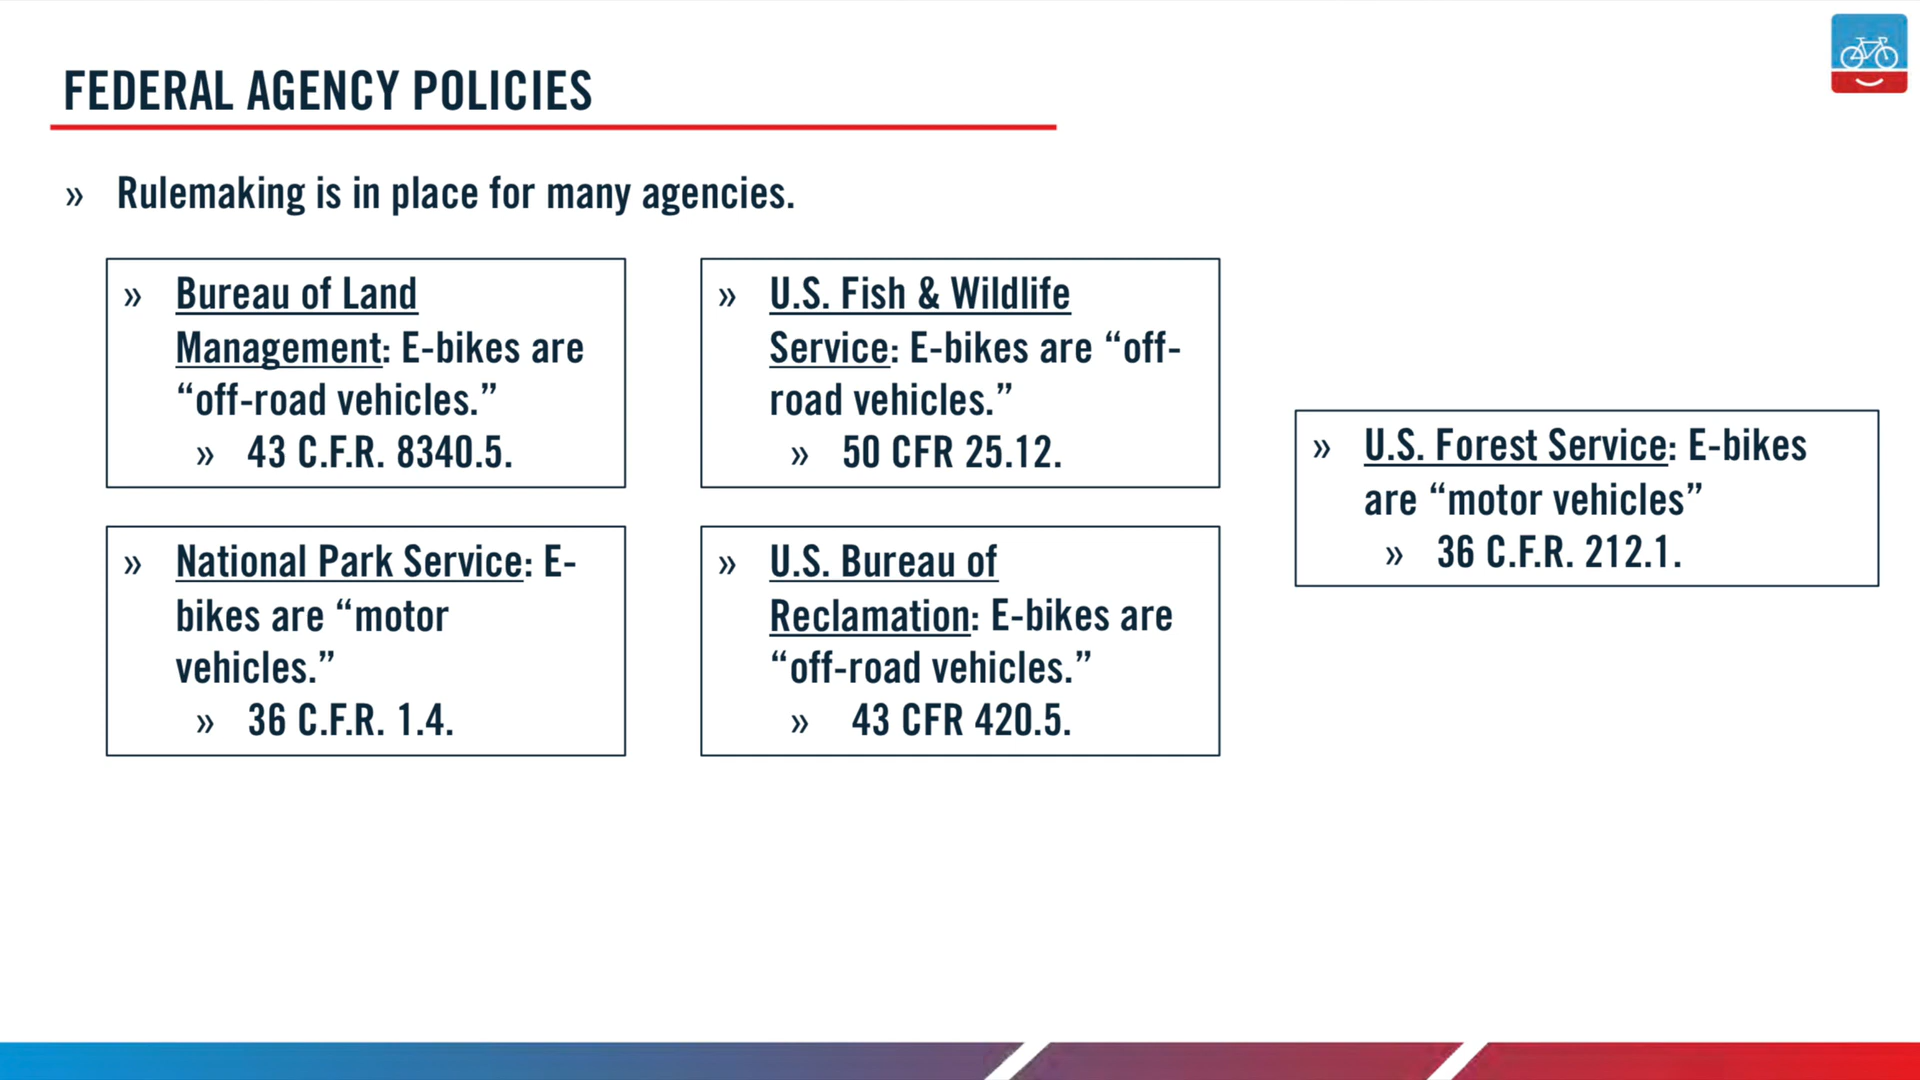 FEDERAL AGENCY POLICIES
» Rulemaking is in place for many agencies.
» Bureau of Land
Management: E-bikes are
“off-road vehicles.”
» 43 C.F.R. 8340.5.
» National Park Service: E-
bikes are “motor
vehicles.”
» 36 C.F.R. 1.4.
» U.S. Fish & Wildlife
Service: E-bikes are “off-
road vehicles.”
» 50 CFR 25.12.
» U.S. Bureau of
Reclamation: E-bikes are
“off-road vehicles.”
» 43 CFR 420.5.
» U.S. Forest Service: E-bikes
are “motor vehicles”
» 36 C.F.R. 212.1.